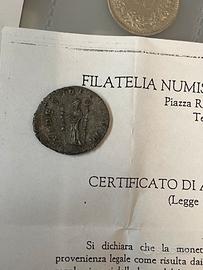 FILATELIA NUMIS
Piazza R
Te
CERTIFICATO DI A
(Legge
Si dichiara che la monet
provenienza legale come risulta dai